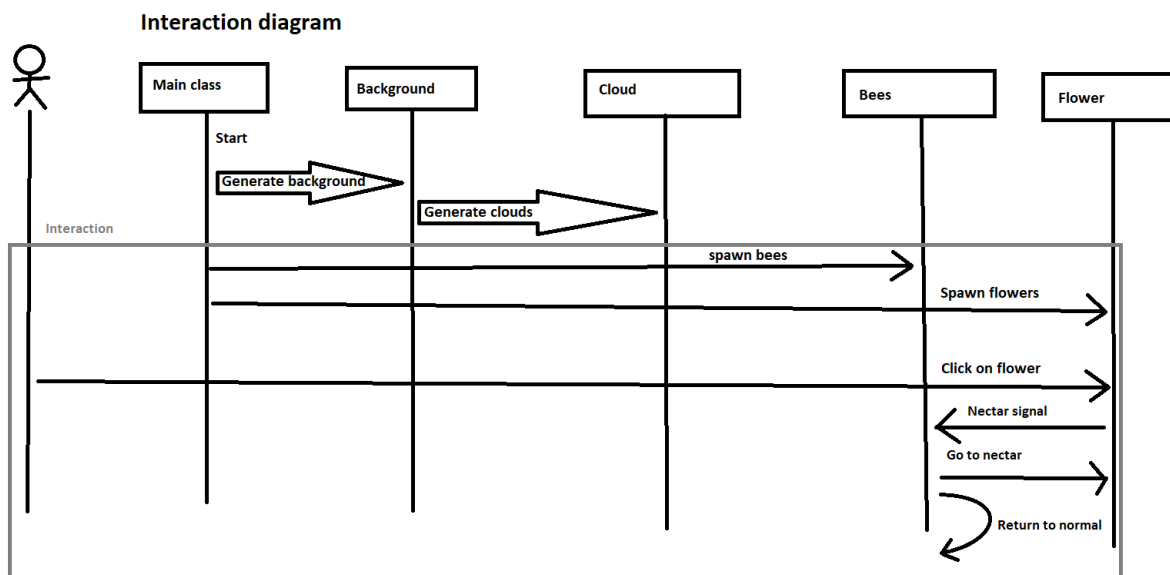 Interaction diagram
Main class
Background
Cloud
Bees
Flower
Start
Generate background
Generate clouds
Interaction
spawn bees
Spawn flowers
Click on flower
Nectar signal
Go to nectar
Return to normal